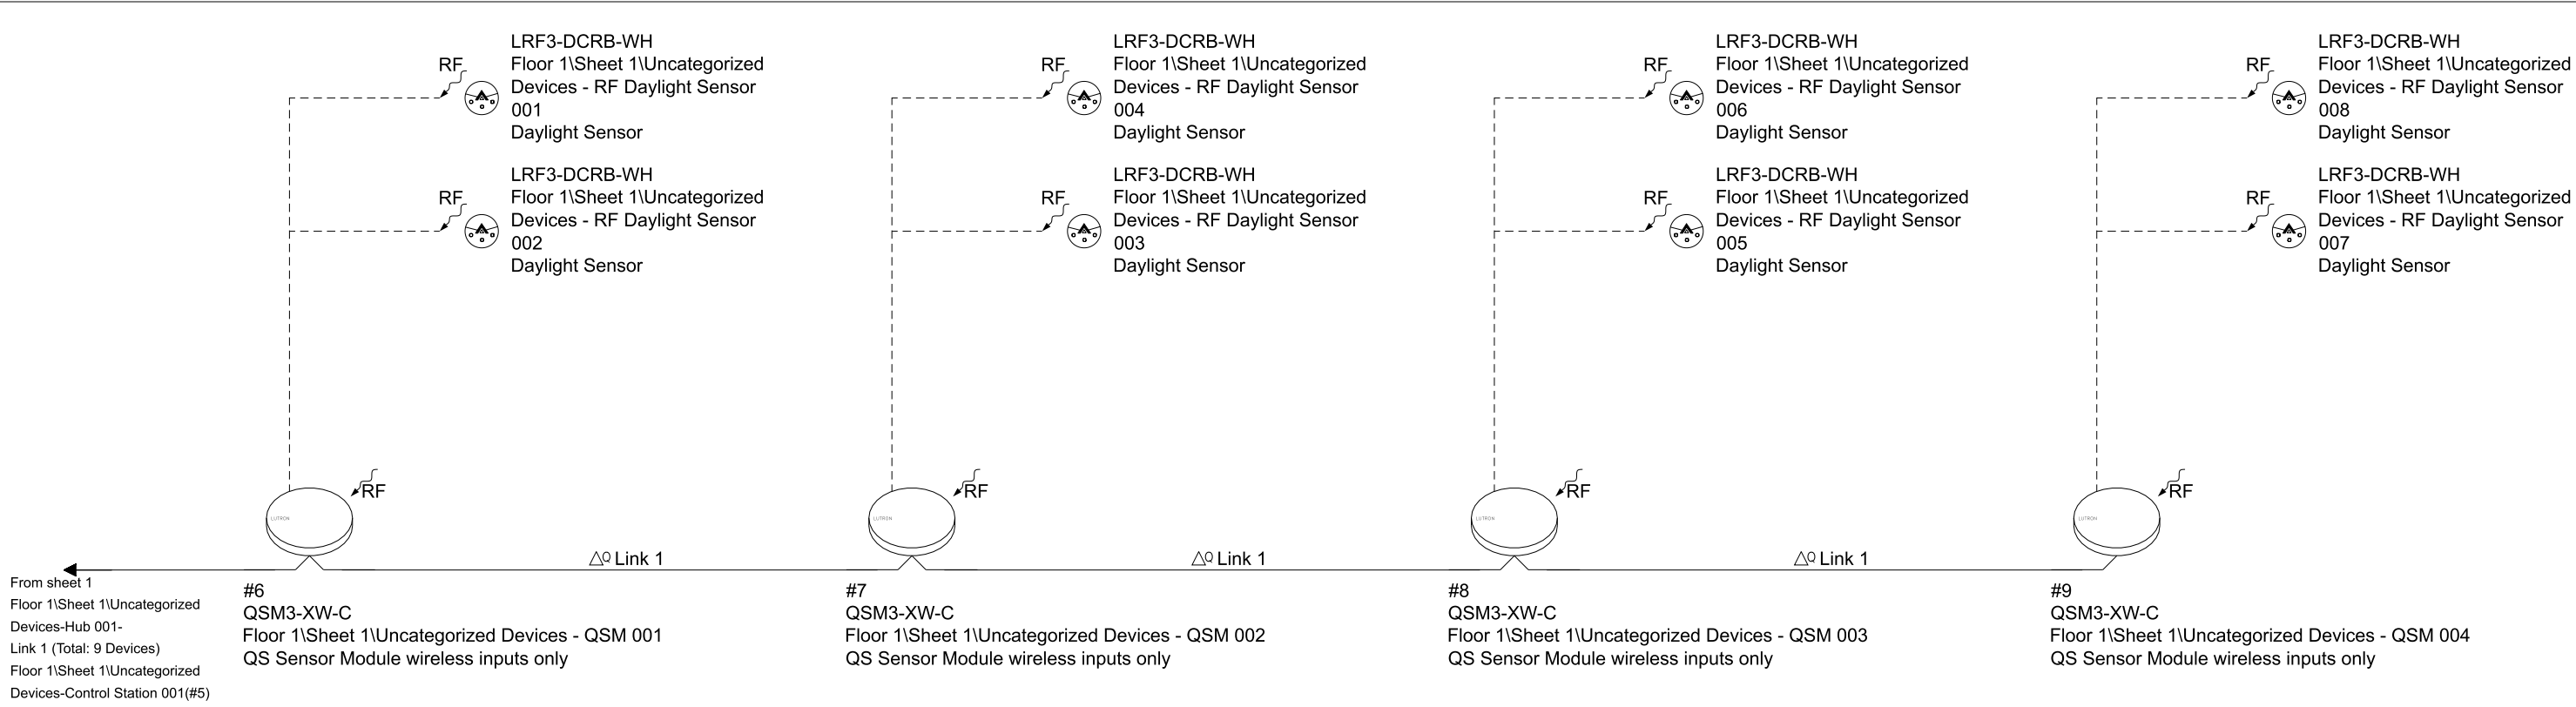 RF
LRF3-DCRB-WH
Floor 1\Sheet 1\Uncategorized
Devices - RF Daylight Sensor
001
Daylight Sensor
RF
LRF3-DCRB-WH
Floor 1\Sheet 1\Uncategorized
Devices - RF Daylight Sensor
002
Daylight Sensor
RF
LRF3-DCRB-WH
Floor 1\Sheet 1\Uncategorized
Devices - RF Daylight Sensor
004
Daylight Sensor
RF
LRF3-DCRB-WH
Floor 1\Sheet 1\Uncategorized
Devices - RF Daylight Sensor
003
Daylight Sensor
RF
LRF3-DCRB-WH
Floor 1\Sheet 1\Uncategorized
Devices - RF Daylight Sensor
006
Daylight Sensor
RF
LRF3-DCRB-WH
Floor 1\Sheet 1\Uncategorized
Devices - RF Daylight Sensor
005
Daylight Sensor
RF
LRF3-DCRB-WH
Floor 1\Sheet 1\Uncategorized
Devices - RF Daylight Sensor
008
Daylight Sensor
RF
LRF3-DCRB-WH
Floor 1\Sheet 1\Uncategorized
Devices - RF Daylight Sensor
007
Daylight Sensor
RF
LUTRON
RF
LUTRON
RF
LUTRON
RF
LUTRON
△Q Link 1
△Q Link 1
△Q Link 1
From sheet 1
Floor 1\Sheet 1\Uncategorized
Devices-Hub 001-
Link 1 (Total: 9 Devices)
Floor 1\Sheet 1\Uncategorized
Devices-Control Station 001(#5)
#6
QSM3-XW-C
Floor 1\Sheet 1\Uncategorized Devices - QSM 001
QS Sensor Module wireless inputs only
#7
QSM3-XW-C
Floor 1\Sheet 1\Uncategorized Devices - QSM 002
QS Sensor Module wireless inputs only
#8
QSM3-XW-C
Floor 1\Sheet 1\Uncategorized Devices - QSM 003
QS Sensor Module wireless inputs only
#9
QSM3-XW-C
Floor 1\Sheet 1\Uncategorized Devices - QSM 004
QS Sensor Module wireless inputs only